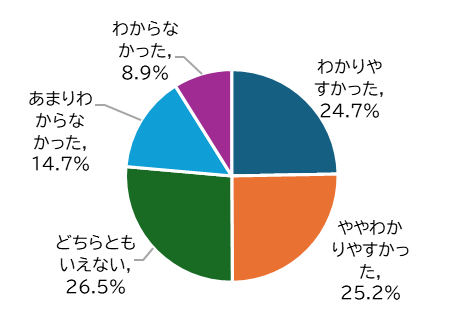 わかりや
すかった,
24.7%
ややわか
りやすかっ
た,
25.2%
どちらとも
いえない,
26.5%
あまりわ
からな
かった,
14.7%
わからな
かった,
8.9%